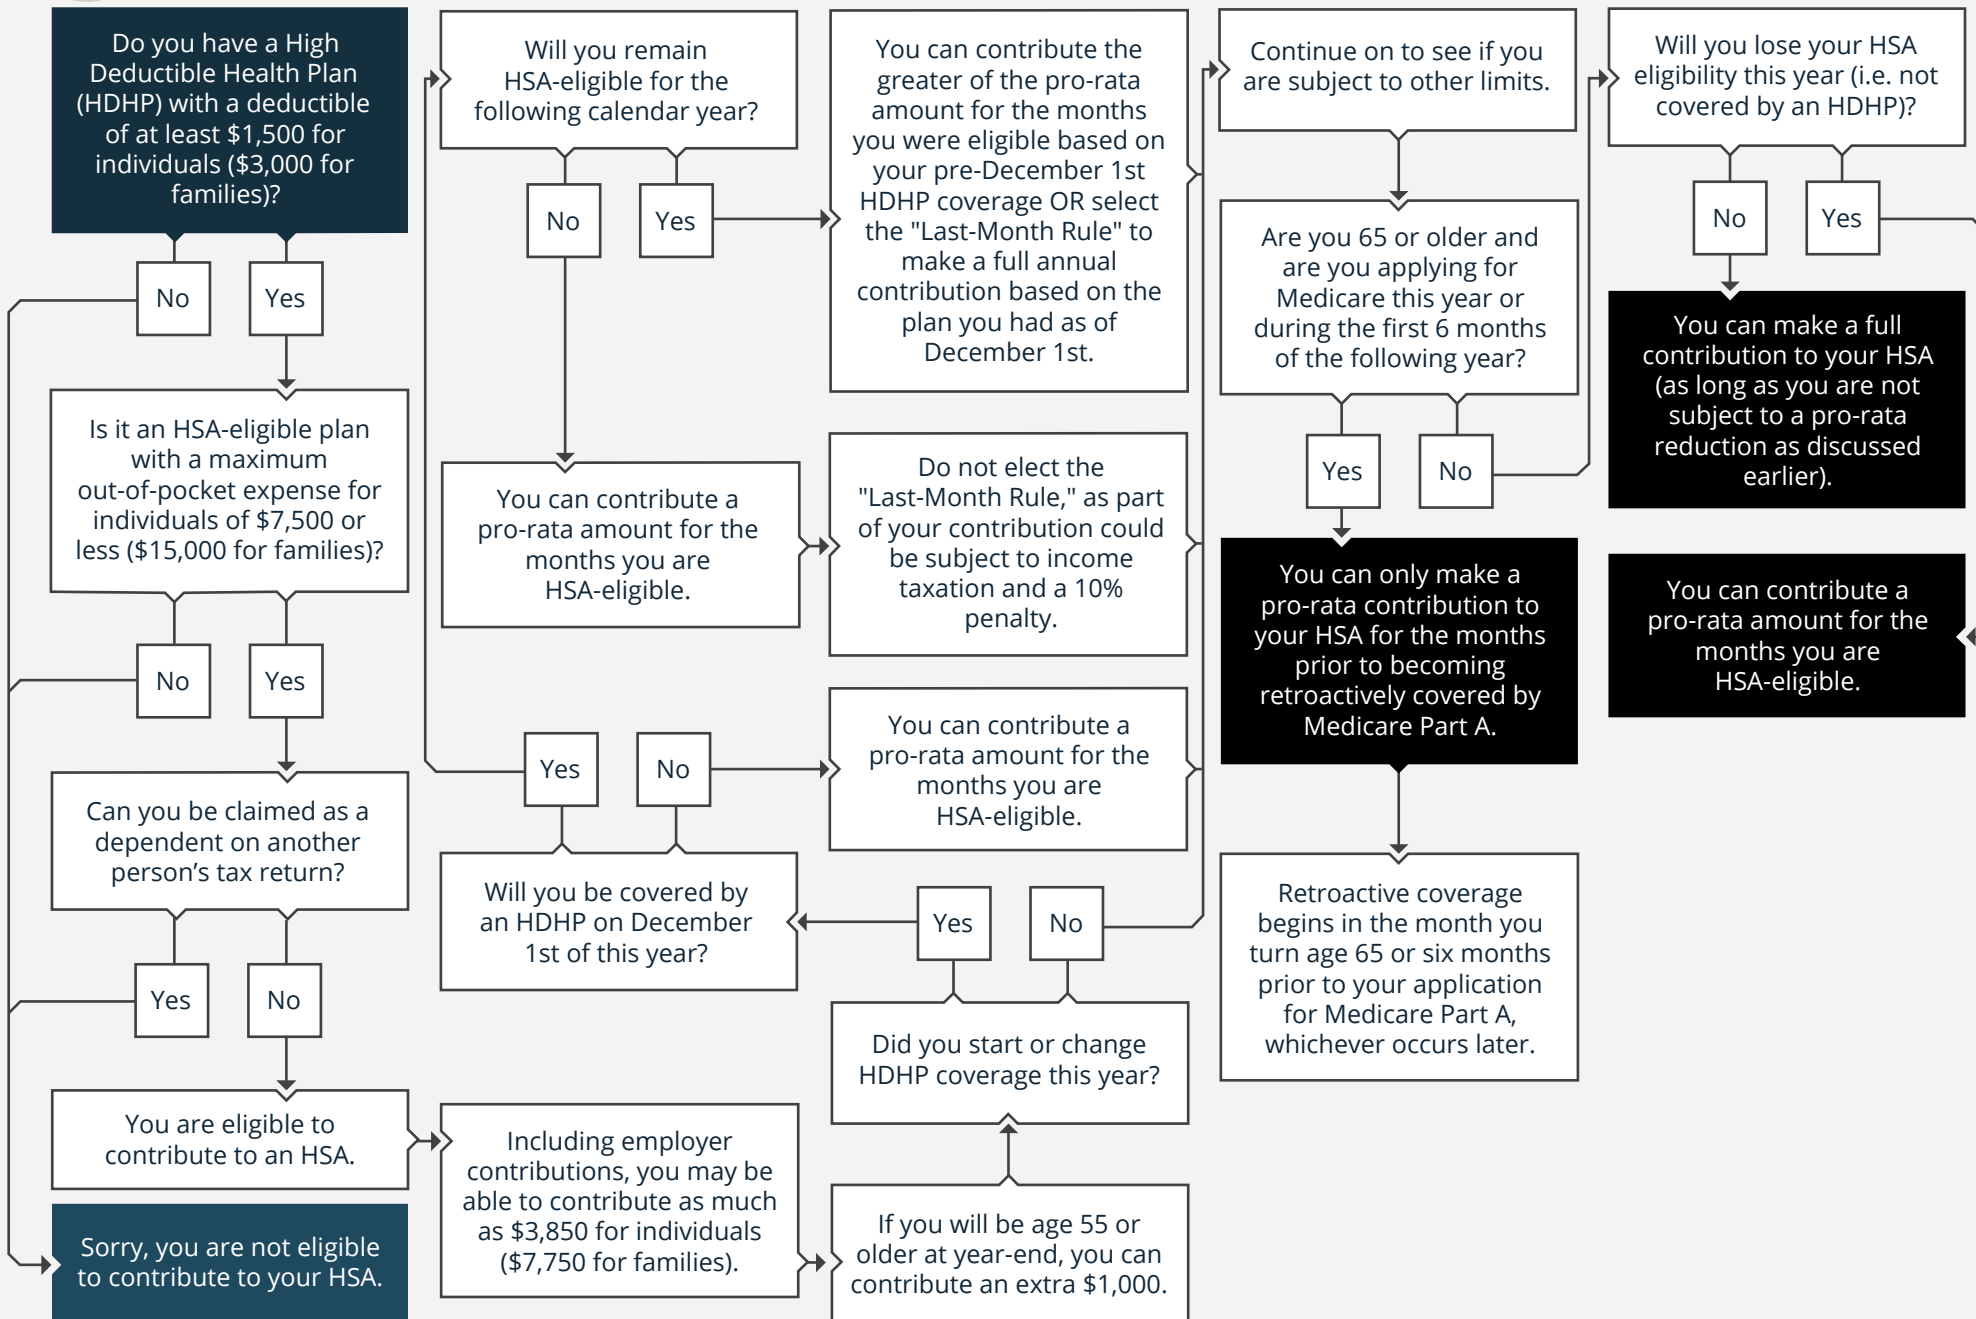 Do you have a High
Deductible Health Plan
(HDHP) with a deductible
of at least $1,500 for
individuals ($3,000 for
families)?
No
Yes
Is it an HSA-eligible plan
with a maximum
out-of-pocket expense for
individuals of $7,500 or
less ($15,000 for families)?
No
Yes
Can you be claimed as a
dependent on another
person’s tax return?
Yes
No
You are eligible to
contribute to an HSA.
Sorry, you are not eligible
to contribute to your HSA.
Including employer
contributions, you may be
able to contribute as much
as $3,850 for individuals
($7,750 for families).
If you will be age 55 or
older at year-end, you can
contribute an extra $1,000.
Did you start or change
HDHP coverage this year?
Yes
No
Will you be covered by
an HDHP on December
1st of this year?
Yes
No
You can contribute a
pro-rata amount for the
months you are
HSA-eligible.
Will you remain
HSA-eligible for the
following calendar year?
No
Yes
You can contribute a
pro-rata amount for the
months you are
HSA-eligible.
Do not elect the
"Last-Month Rule," as part
of your contribution could
be subject to income
taxation and a 10%
penalty.
You can contribute the
greater of the pro-rata
amount for the months
you were eligible based on
your pre-December 1st
HDHP coverage OR select
the "Last-Month Rule" to
make a full annual
contribution based on the
plan you had as of
December 1st.
Continue on to see if you
are subject to other limits.
Are you 65 or older and
are you applying for
Medicare this year or
during the first 6 months
of the following year?
Yes
No
You can only make a
pro-rata contribution to
your HSA for the months
prior to becoming
retroactively covered by
Medicare Part A.
Retroactive coverage
begins in the month you
turn age 65 or six months
prior to your application
for Medicare Part A,
whichever occurs later.
Will you lose your HSA
eligibility this year (i.e. not
covered by an HDHP)?
No
Yes
You can make a full
contribution to your HSA
(as long as you are not
subject to a pro-rata
reduction as discussed
earlier).
You can contribute a
pro-rata amount for the
months you are
HSA-eligible.